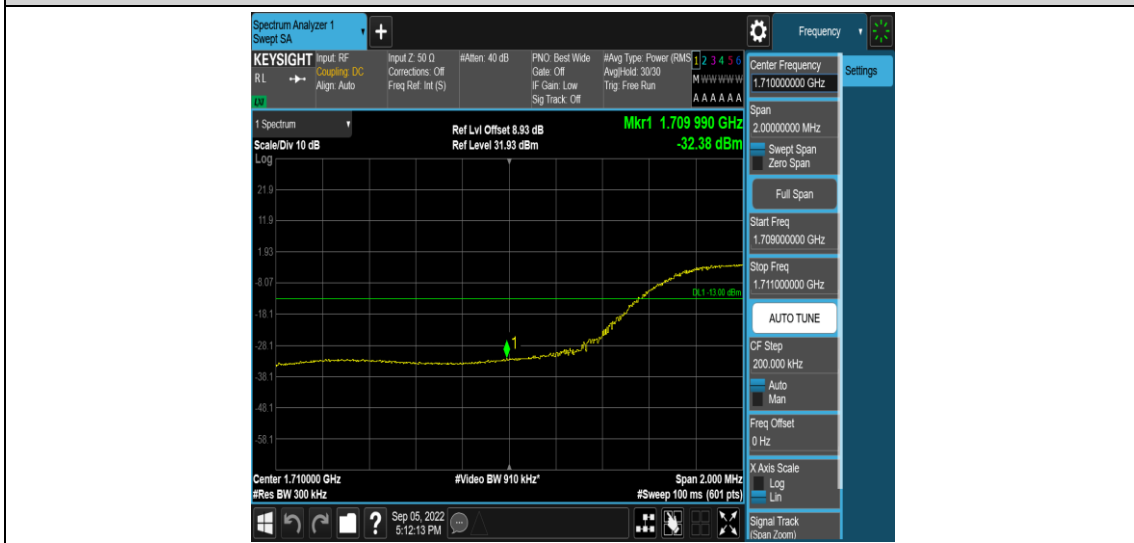 Spectrum Analyzer 1
Swept SA
+
Frequency
KEYSIGHT
RL
LXI
Input: RF
Coupling: DC
Align: Auto
Input Z: 50 Ω
Corrections: Off
Freq Ref: Int (S)
#Atten: 40 dB
PNO: Best Wide
Gate: Off
IF Gain: Low
Sig Track: Off
#Avg Type: Power (RMS
Avg|Hold: 30/30
Trig: Free Run
1 2 3 4 5 6
M W W W W W
A A A A A A
1 Spectrum
Scale/Div 10 dB
Ref Lvl Offset 8.93 dB
Ref Level 31.93 dBm
Mkr1 1.709 990 GHz
-32.38 dBm
Log
21.9
11.9
1.93
-8.07
-18.1
-28.1
-38.1
-48.1
-58.1
DL1 -13.00 dBm
1
Center 1.710000 GHz
#Res BW 300 kHz
#Video BW 910 kHz*
Span 2.000 MHz
#Sweep 100 ms (601 pts)
Center Frequency
1.710000000 GHz
Settings
Span
2.00000000 MHz
Swept Span
Zero Span
Full Span
Start Freq
1.709000000 GHz
Stop Freq
1.711000000 GHz
AUTO TUNE
CF Step
200.000 kHz
Auto
Man
Freq Offset
0 Hz
X Axis Scale
Log
Lin
Signal Track
(Span Zoom)
?
Sep 05, 2022
5:12:13 PM